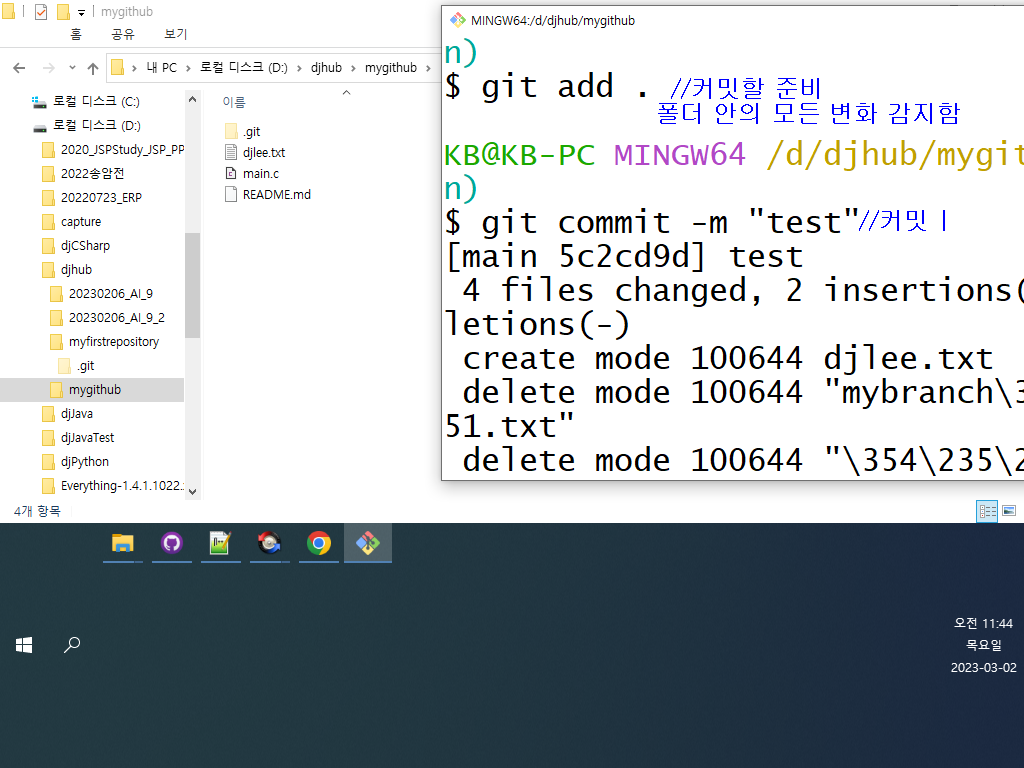 mygithub
홈 공유 보기
내 PC 로컬 디스크 (D:) djhub mygithub
로컬 디스크 (C:)
로컬 디스크 (D:)
2020_JSPStudy_JSP_PP
2022송암전
20220723_ERP
capture
djCSharp
djhub
20230206_AI_9
20230206_AI_9_2
myfirstrepository
.git
mygithub
djJava
djJavaTest
djPython
Everything-1.4.1.1022.
이름
.git
djlee.txt
main.c
README.md
4개 항목
MINGW64:/d/djhub/mygithub
n)
$ git add . //커밋할 준비
폴더 안의 모든 변화 감지함
KB@KB-PC MINGW64 /d/djhub/mygit
n)
$ git commit -m "test"//커밋ㅣ
[main 5c2cd9d] test
4 files changed, 2 insertions(
letions(-)
create mode 100644 djlee.txt
delete mode 100644 "mybranch\3
51.txt"
delete mode 100644 "\354\235\2
오전 11:44
목요일
2023-03-02